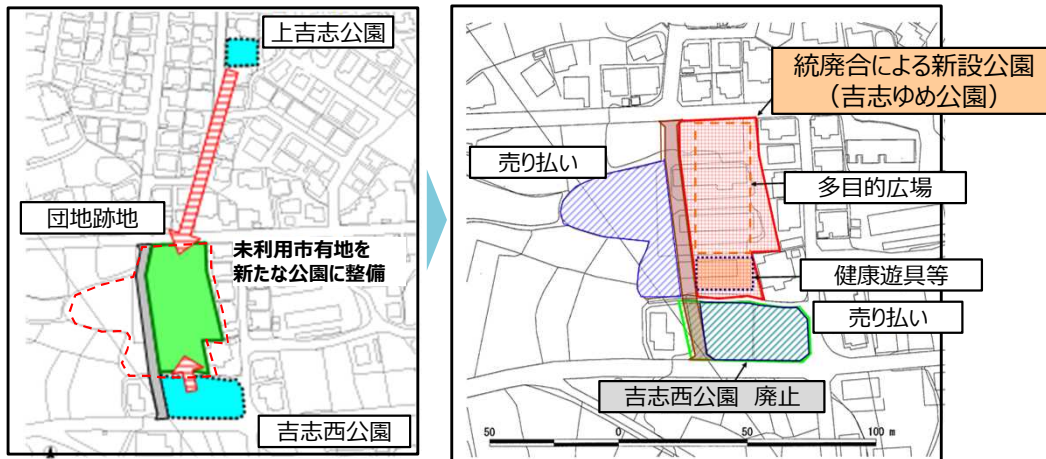 上吉志公園
団地跡地
未利用市有地を
新たな公園に整備
吉志西公園
統廃合による新設公園
（吉志ゆめ公園）
売り払い
多目的広場
健康遊具等
売り払い
吉志西公園 廃止
50 0 50 100 m